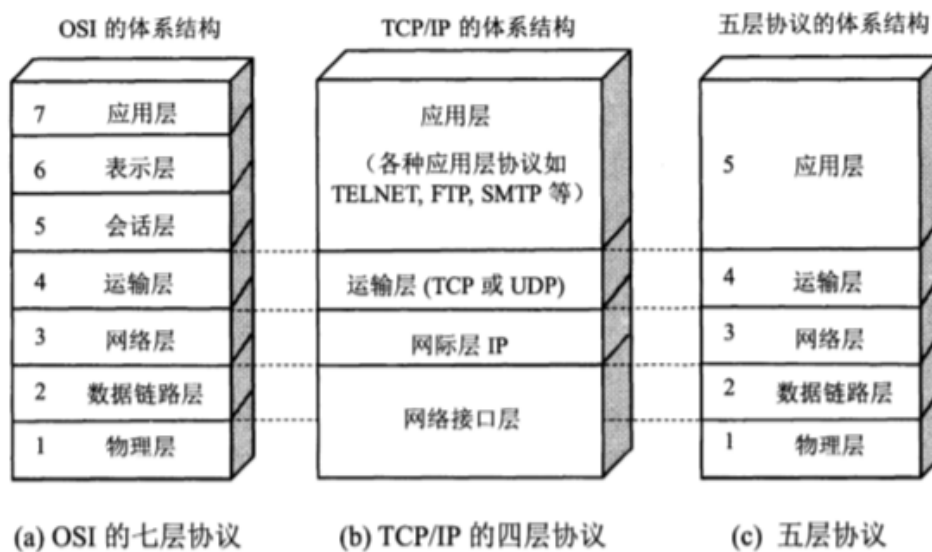 OSI 的体系结构
7 应用层
6 表示层
5 会话层
4 运输层
3 网络层
2 数据链路层
1 物理层
(a) OSI 的七层协议
TCP/IP 的体系结构
应用层
（各种应用层协议如
TELNET, FTP, SMTP 等）
运输层 (TCP 或 UDP)
网际层 IP
网络接口层
(b) TCP/IP 的四层协议
五层协议的体系结构
5 应用层
4 运输层
3 网络层
2 数据链路层
1 物理层
(c) 五层协议